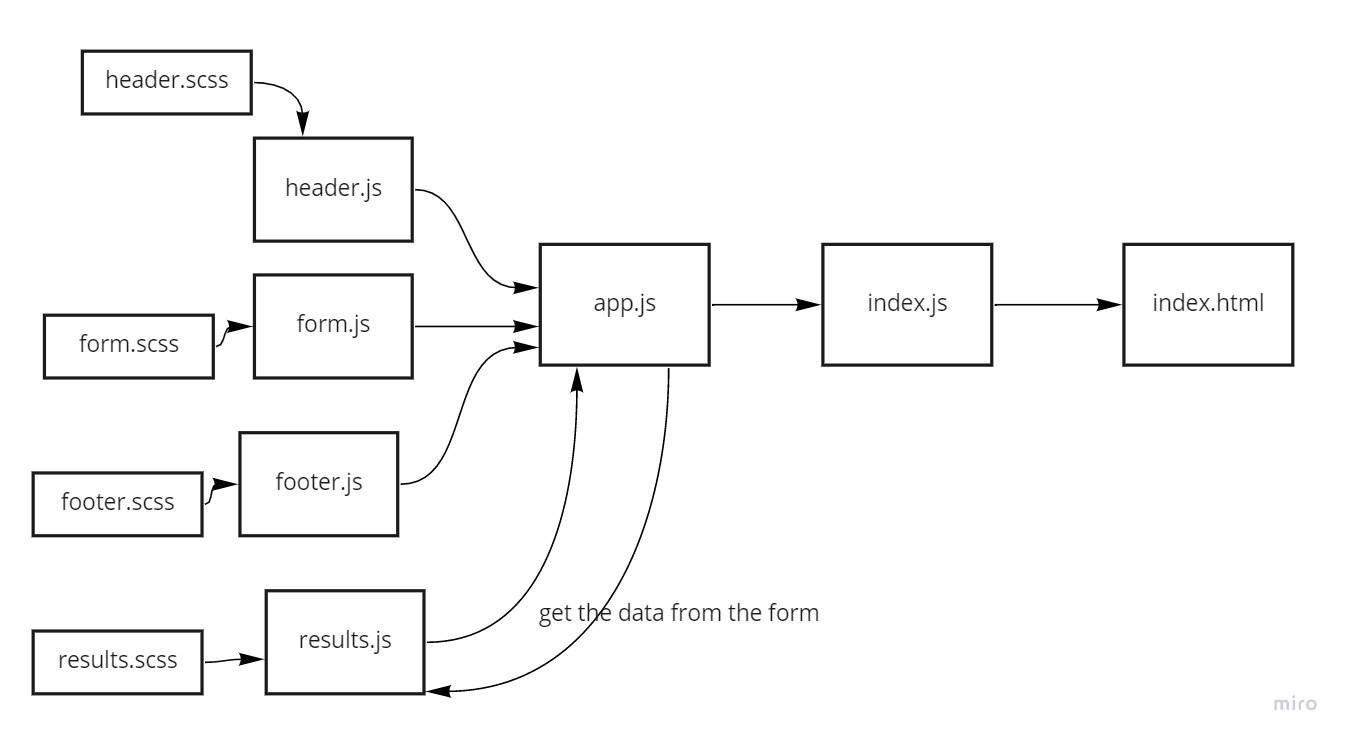 header.scss
header.js
form.js
form.scss
footer.js
footer.scss
results.js
results.scss
app.js
index.js
index.html
get the data from the form
miro